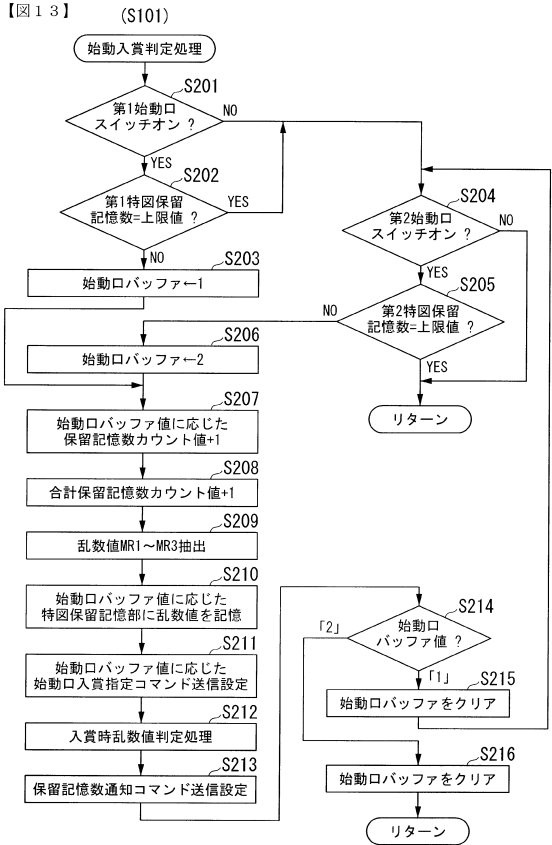 【図１３】
(S101)
始動入賞判定処理
S201
第1始動口
スイッチオン ?
NO
YES
S202
第1特図保留
記憶数=上限値 ?
YES
NO
S203
始動口バッファ←1
S204
第2始動口
スイッチオン ?
NO
YES
S205
第2特図保留
記憶数=上限値 ?
NO
YES
リターン
S206
始動口バッファ←2
S207
始動口バッファ値に応じた
保留記憶数カウント値+1
S208
合計保留記憶数カウント値+1
S209
乱数値MR1～MR3抽出
S210
始動口バッファ値に応じた
特図保留記憶部に乱数値を記憶
S211
始動口バッファ値に応じた
始動口入賞指定コマンド送信設定
S212
入賞時乱数値判定処理
S213
保留記憶数通知コマンド送信設定
S214
始動口
バッファ値 ?
「2」
「1」
S215
始動口バッファをクリア
S216
始動口バッファをクリア
リターン